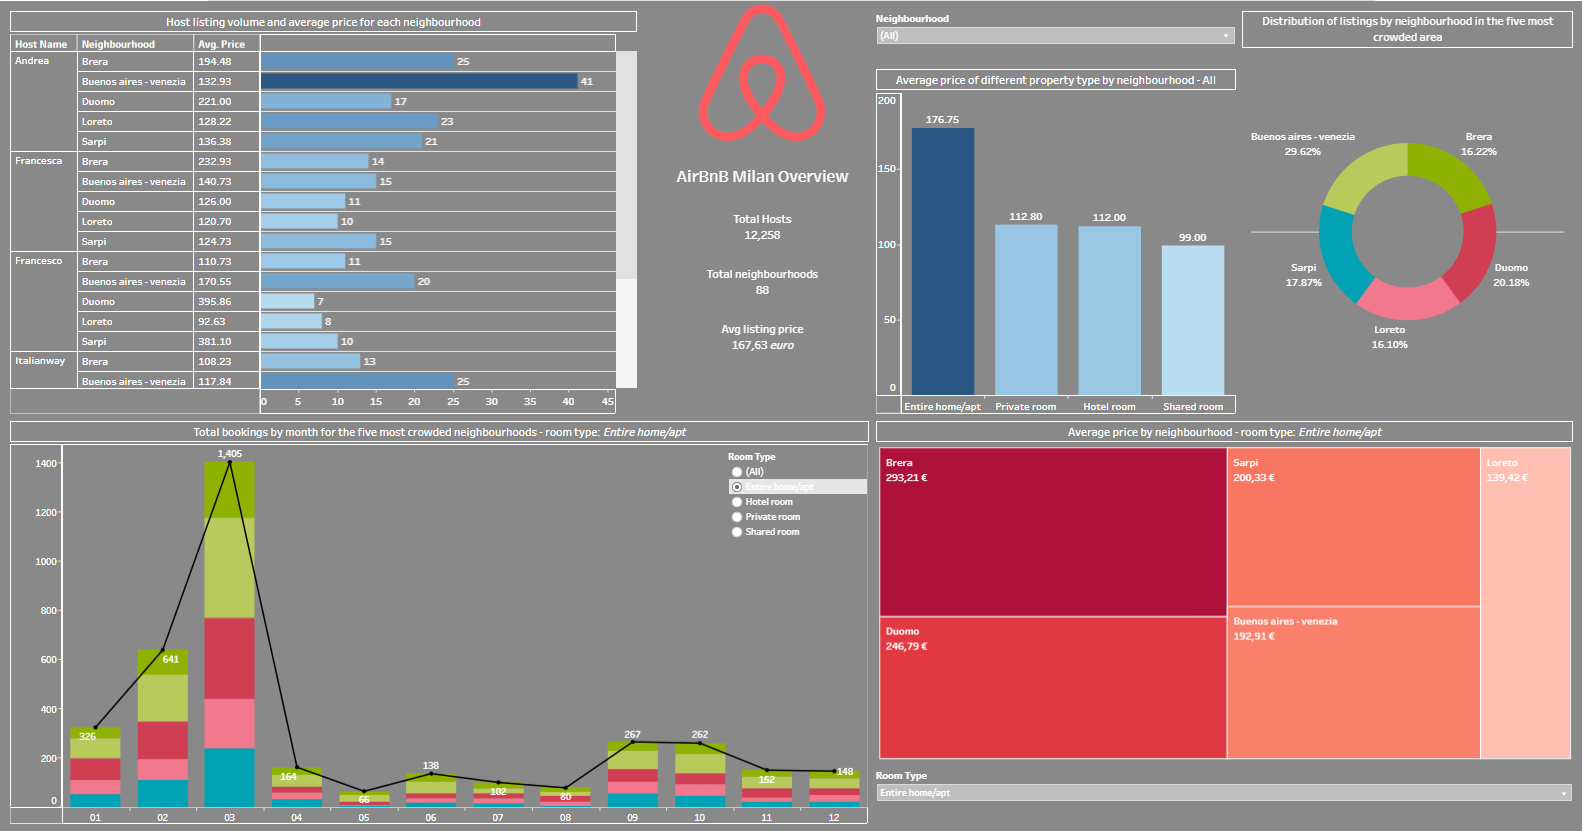 Host listing volume and average price for each neighbourhood
Host Name Neighbourhood Avg. Price
Andrea Brera 194.48 25
Buenos aires - venezia 132.93 41
Duomo 221.00 17
Loreto 128.22 23
Sarpi 136.38 21
Francesca Brera 232.93 14
Buenos aires - venezia 140.73 15
Duomo 126.00 11
Loreto 120.70 10
Sarpi 124.73 15
Francesco Brera 110.73 11
Buenos aires - venezia 170.55 20
Duomo 395.86 7
Loreto 92.63 8
Sarpi 381.10 10
Italianway Brera 108.23 13
Buenos aires - venezia 117.84 25
0 5 10 15 20 25 30 35 40 45
AirBnB Milan Overview
Total Hosts
12,258
Total neighbourhoods
88
Avg listing price
167,63 euro
Neighbourhood
(All)
Average price of different property type by neighbourhood - All
200
150
100
50
0
176.75
112.80
112.00
99.00
Entire home/apt Private room Hotel room Shared room
Distribution of listings by neighbourhood in the five most
crowded area
Buenos aires - venezia
29.62%
Brera
16.22%
Sarpi
17.87%
Duomo
20.18%
Loreto
16.10%
Total bookings by month for the five most crowded neighbourhoods - room type: Entire home/apt
1400
1200
1000
800
600
400
200
0
326
641
1,405
164
66
138
102
80
267
262
152
148
01 02 03 04 05 06 07 08 09 10 11 12
Room Type
(All)
Entire home/apt
Hotel room
Private room
Shared room
Average price by neighbourhood - room type: Entire home/apt
Brera
293,21 €
Duomo
246,79 €
Sarpi
200,33 €
Buenos aires - venezia
192,91 €
Loreto
139,42 €
Room Type
Entire home/apt